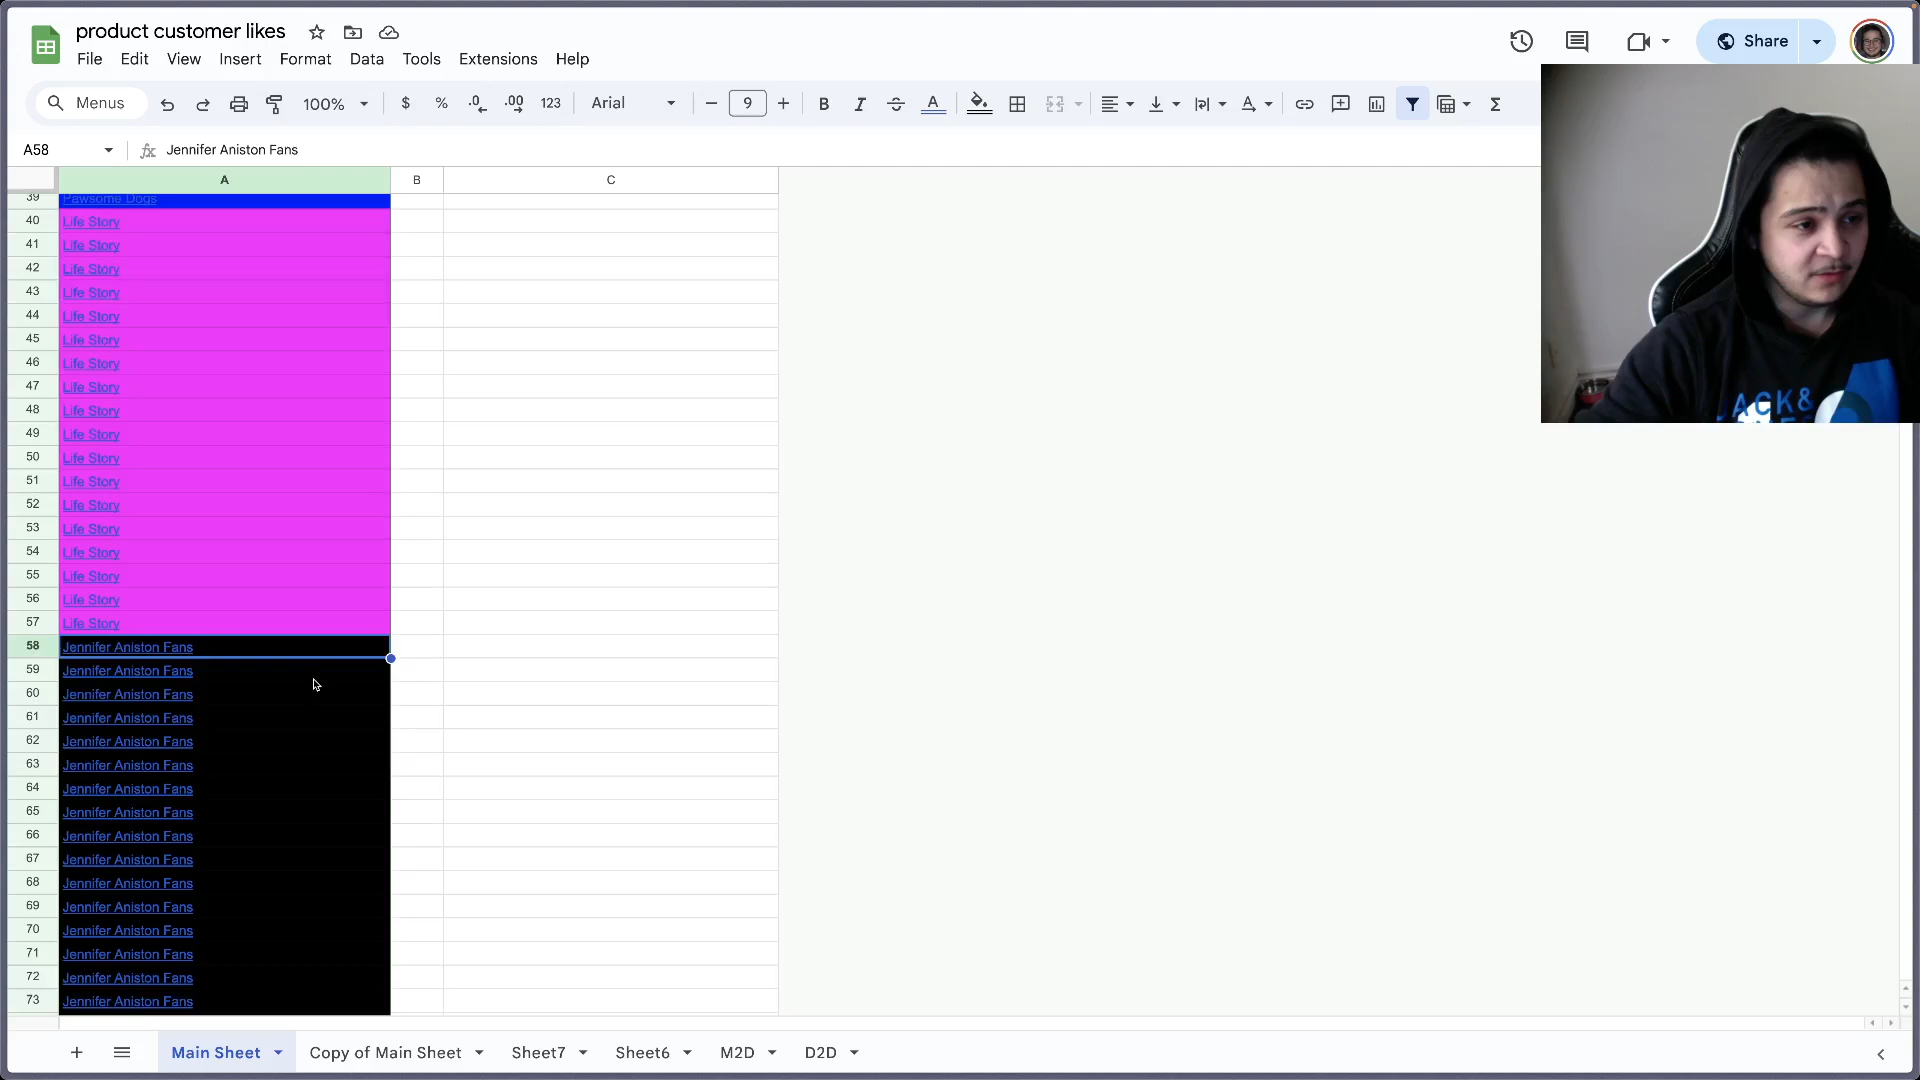 product customer likes
File Edit View Insert Format Data Tools Extensions Help
Share
Menus 100% $ % .0 .00 123 Arial 9 B I A A Σ
A58 fx Jennifer Aniston Fans
A B C
39 Pawsome Dogs
40 Life Story
41 Life Story
42 Life Story
43 Life Story
44 Life Story
45 Life Story
46 Life Story
47 Life Story
48 Life Story
49 Life Story
50 Life Story
51 Life Story
52 Life Story
53 Life Story
54 Life Story
55 Life Story
56 Life Story
57 Life Story
58 Jennifer Aniston Fans
59 Jennifer Aniston Fans
60 Jennifer Aniston Fans
61 Jennifer Aniston Fans
62 Jennifer Aniston Fans
63 Jennifer Aniston Fans
64 Jennifer Aniston Fans
65 Jennifer Aniston Fans
66 Jennifer Aniston Fans
67 Jennifer Aniston Fans
68 Jennifer Aniston Fans
69 Jennifer Aniston Fans
70 Jennifer Aniston Fans
71 Jennifer Aniston Fans
72 Jennifer Aniston Fans
73 Jennifer Aniston Fans
Main Sheet Copy of Main Sheet Sheet7 Sheet6 M2D D2D